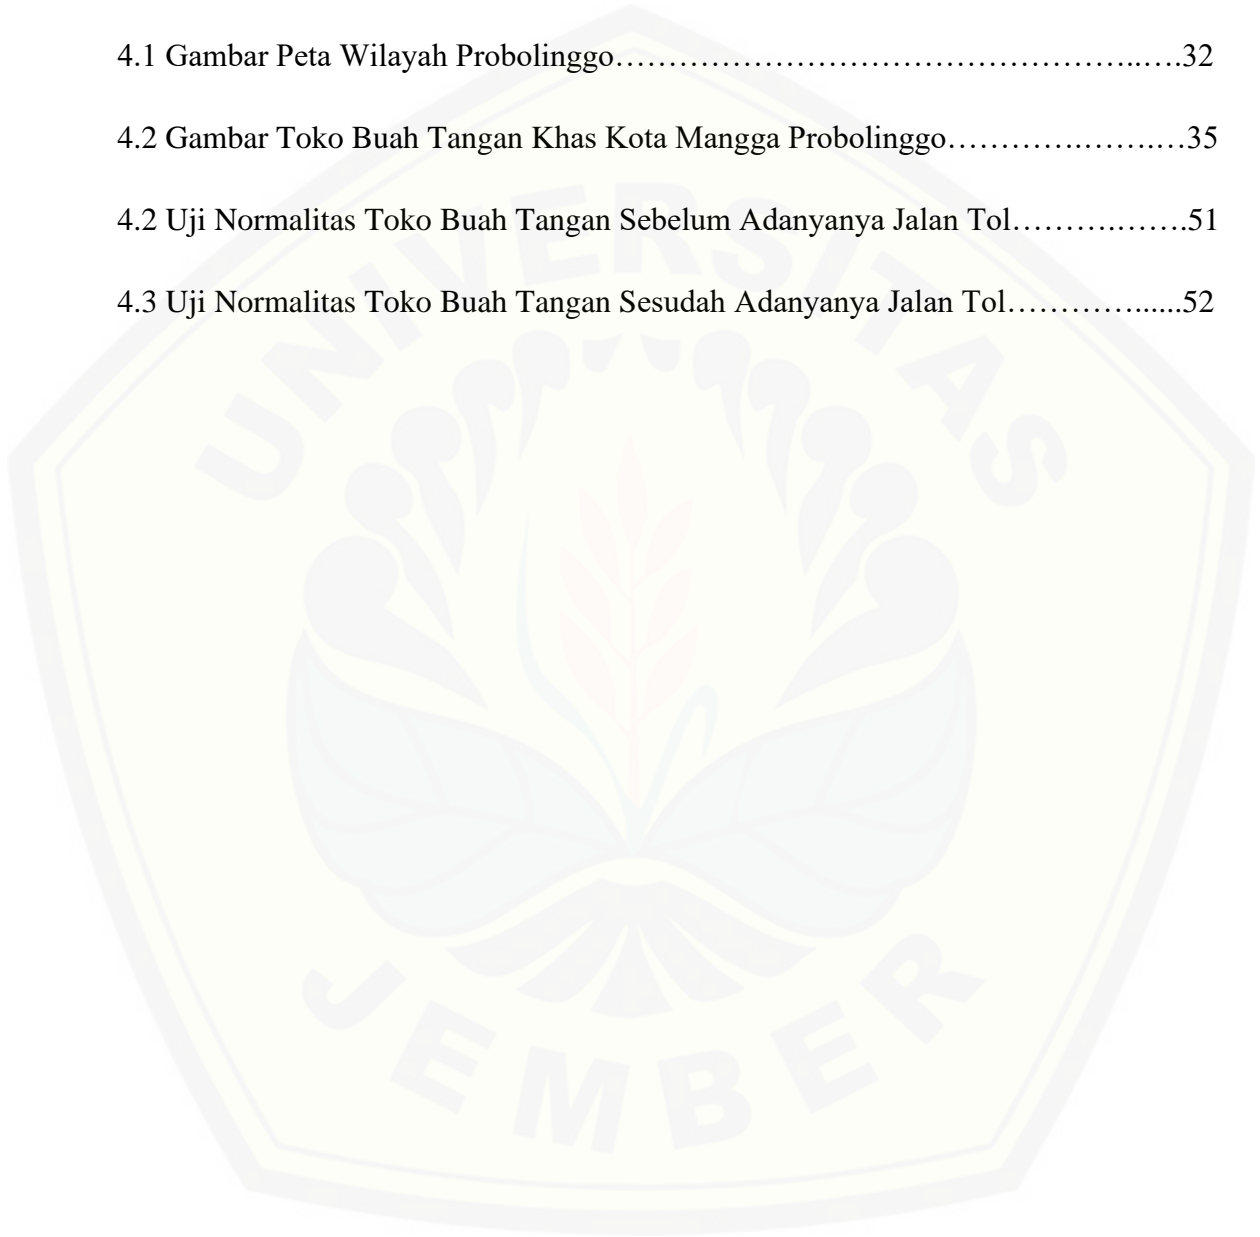 4.1 Gambar Peta Wilayah Probolinggo…………………………………………..….32
4.2 Gambar Toko Buah Tangan Khas Kota Mangga Probolinggo………….…….…35
4.2 Uji Normalitas Toko Buah Tangan Sebelum Adanyanya Jalan Tol……….…….51
4.3 Uji Normalitas Toko Buah Tangan Sesudah Adanyanya Jalan Tol…………......52
UNIVERSITAS
JEMBER